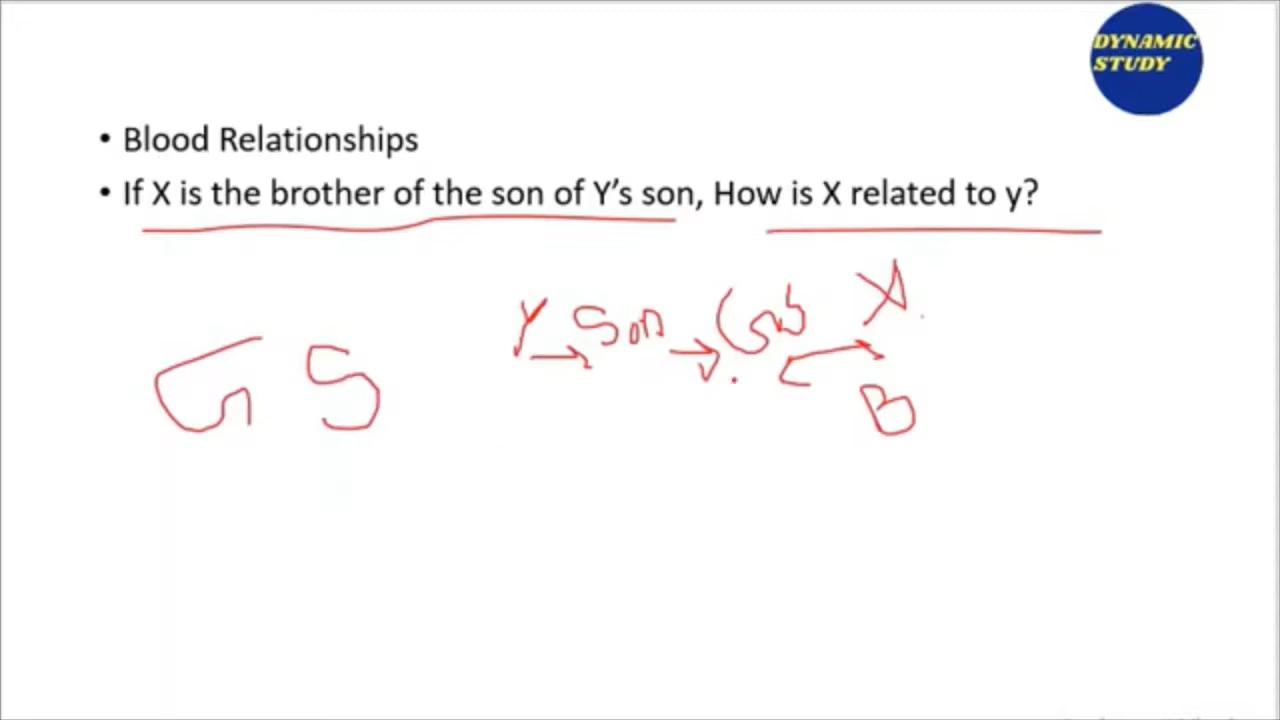 DYNAMIC
STUDY
• Blood Relationships
• If X is the brother of the son of Y’s son, How is X related to y?
Y Son GS X
B
G S